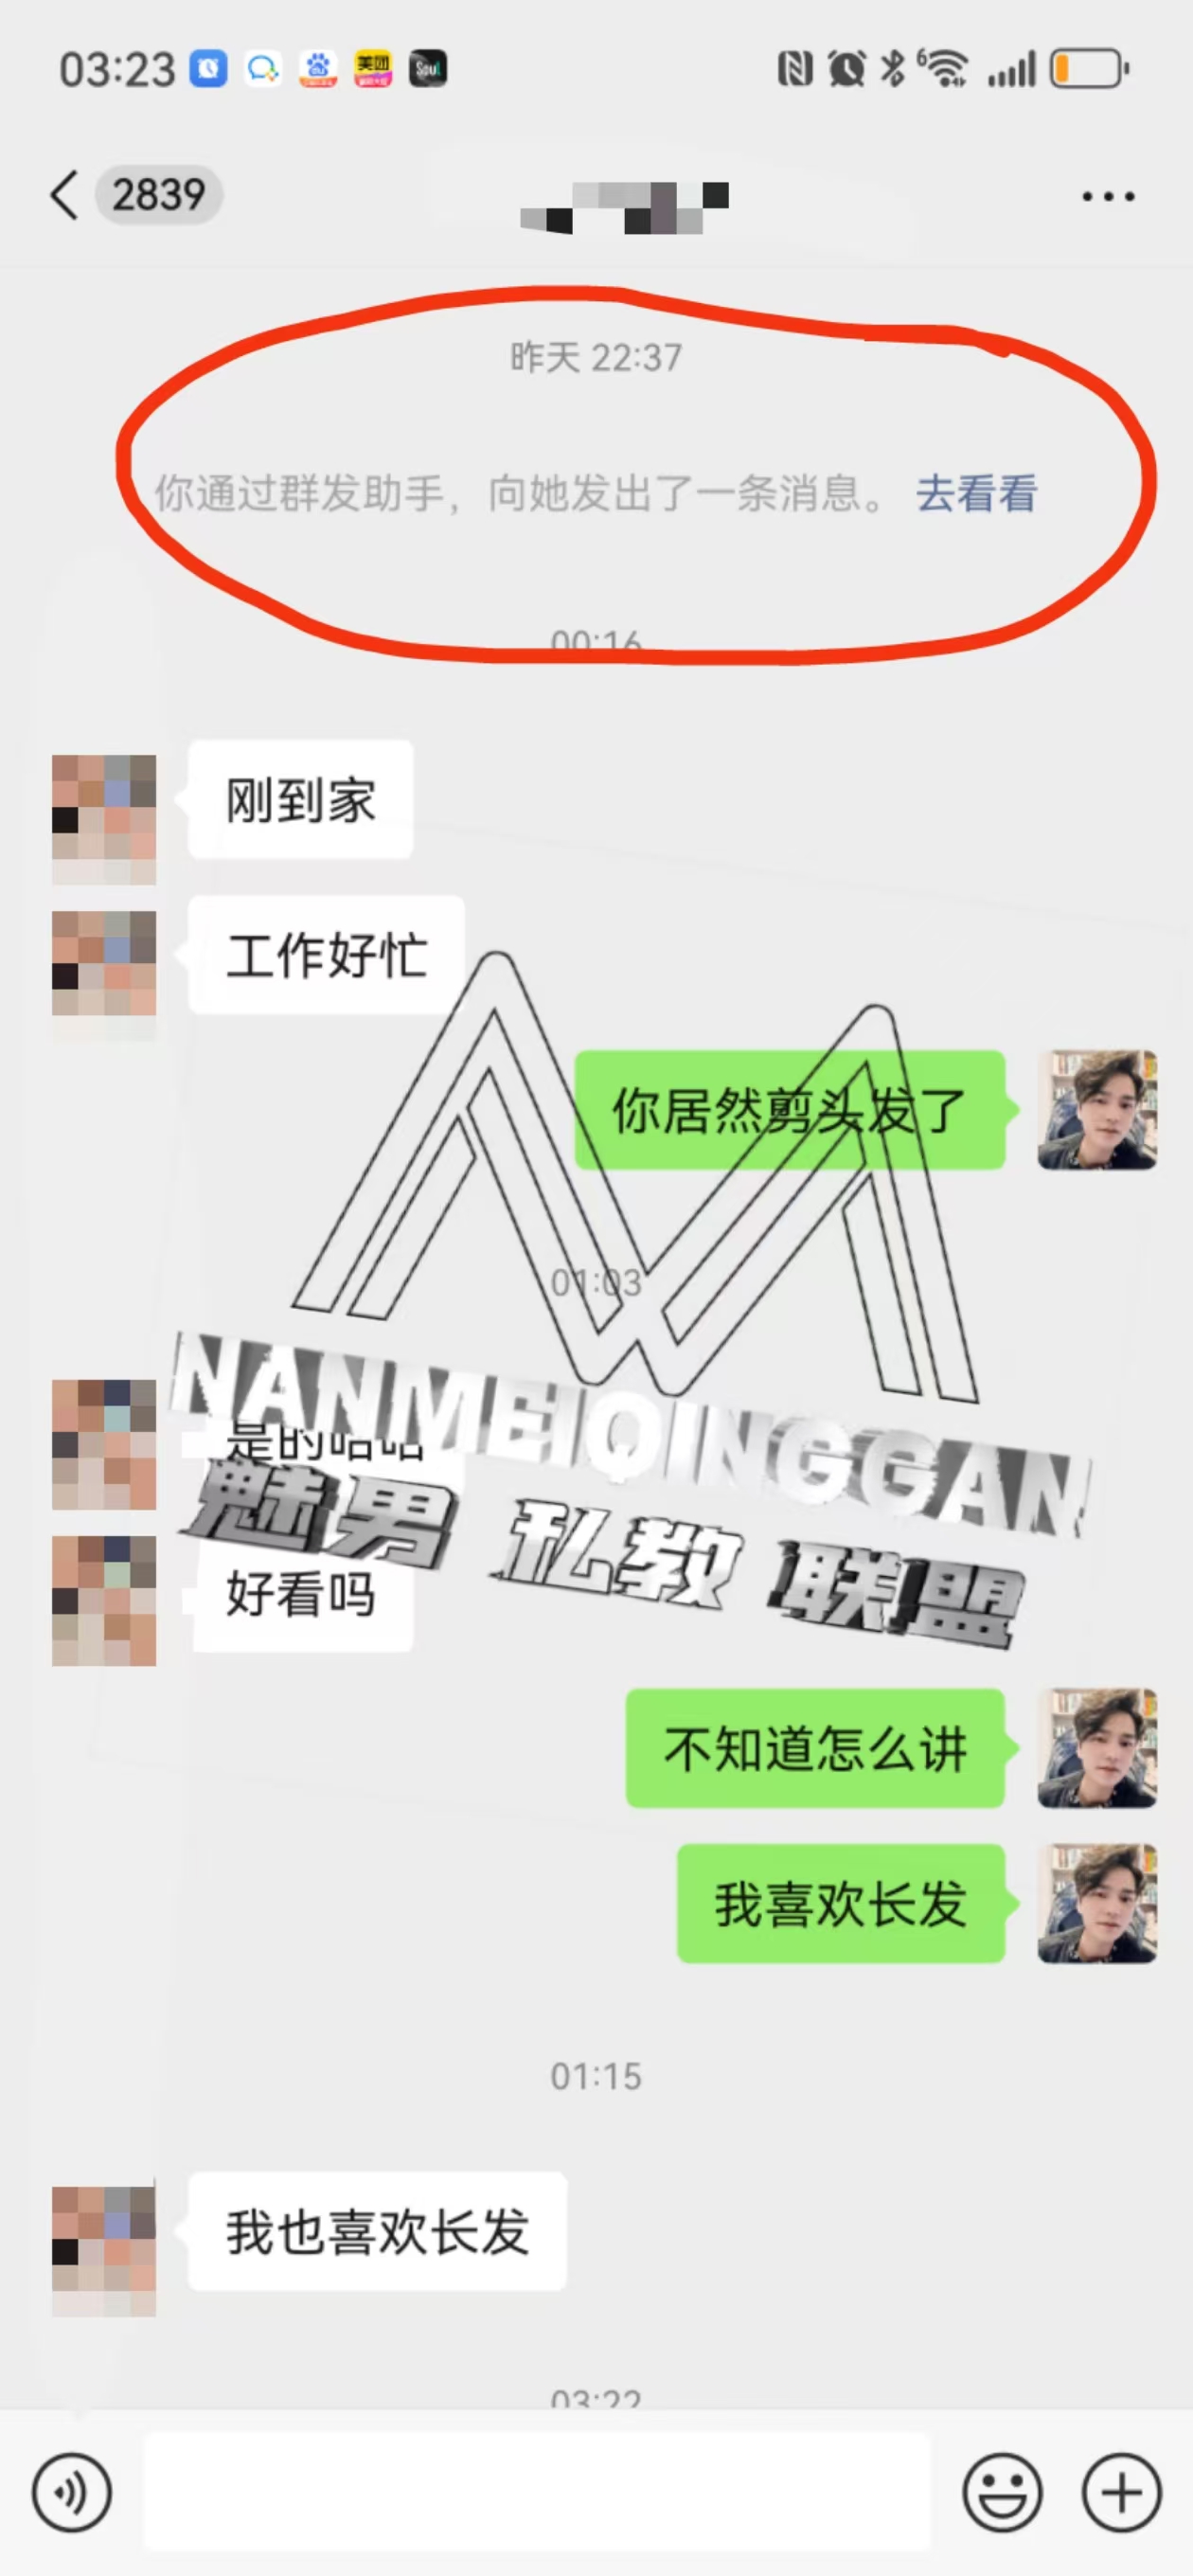 03:23
美团
Soul
6
2839
昨天 22:37
你通过群发助手，向她发出了一条消息。 去看看
00:16
刚到家
工作好忙
你居然剪头发了
01:03
NANMEIQINGGAN
是的哈哈
魅男 私教 联盟
好看吗
不知道怎么讲
我喜欢长发
01:15
我也喜欢长发
03:22